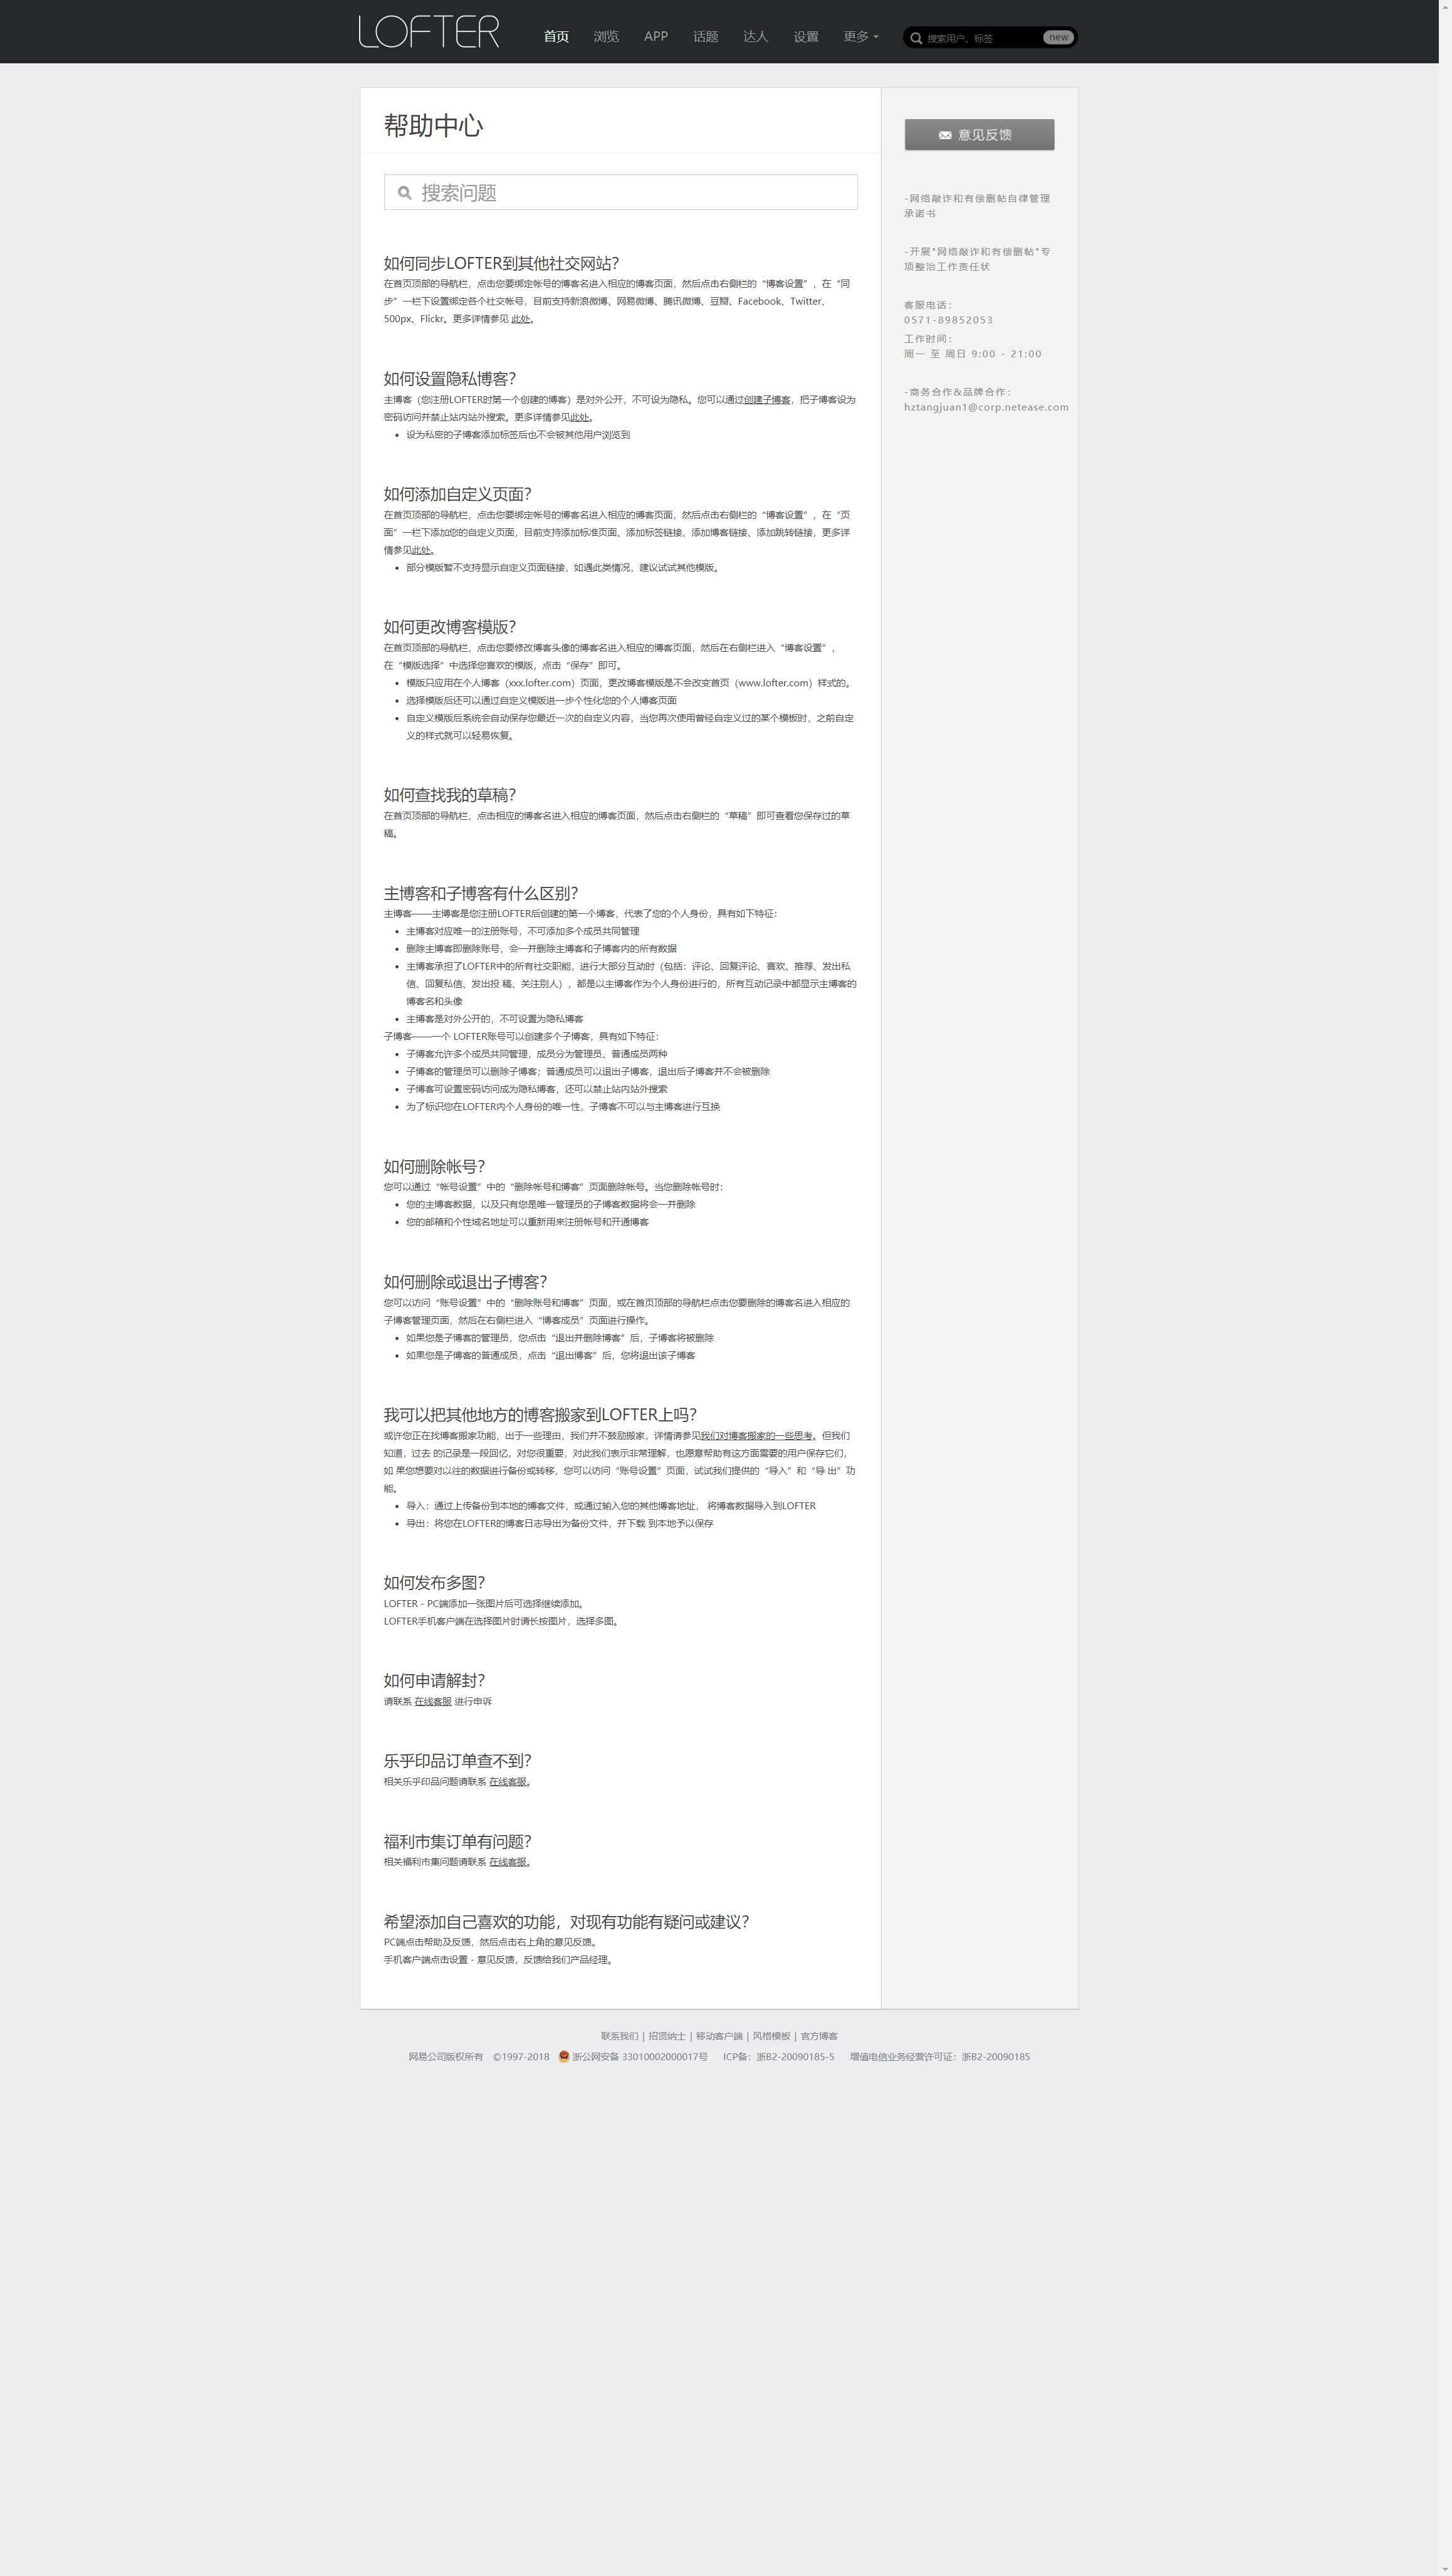 LOFTER
首页 浏览 APP 话题 达人 设置 更多 搜索用户、标签 new
帮助中心
搜索问题
如何同步LOFTER到其他社交网站？
在首页顶部的导航栏，点击您要绑定帐号的博客名进入相应的博客页面，然后点击右侧栏的“博客设置”，在“同
步”一栏下设置绑定各个社交帐号，目前支持新浪微博、网易微博、腾讯微博、豆瓣、Facebook、Twitter、
500px、Flickr。更多详情参见 此处。
如何设置隐私博客？
主博客（您注册LOFTER时第一个创建的博客）是对外公开，不可设为隐私。您可以通过创建子博客，把子博客设为
密码访问并禁止站内站外搜索。更多详情参见此处。
• 设为私密的子博客添加标签后也不会被其他用户浏览到
如何添加自定义页面？
在首页顶部的导航栏，点击您要绑定帐号的博客名进入相应的博客页面，然后点击右侧栏的“博客设置”，在“页
面”一栏下添加您的自定义页面，目前支持添加标准页面、添加标签链接、添加博客链接、添加跳转链接，更多详
情参见此处。
• 部分模版暂不支持显示自定义页面链接，如遇此类情况，建议试试其他模版。
如何更改博客模版？
在首页顶部的导航栏，点击您要修改博客头像的博客名进入相应的博客页面，然后在右侧栏进入“博客设置”，
在“模版选择”中选择您喜欢的模版，点击“保存”即可。
• 模版只应用在个人博客（xxx.lofter.com）页面，更改博客模版是不会改变首页（www.lofter.com）样式的。
• 选择模版后还可以通过自定义模版进一步个性化您的个人博客页面
• 自定义模版后系统会自动保存您最近一次的自定义内容，当您再次使用曾经自定义过的某个模板时，之前自定
义的样式就可以轻易恢复。
如何查找我的草稿？
在首页顶部的导航栏，点击相应的博客名进入相应的博客页面，然后点击右侧栏的“草稿”即可查看您保存过的草
稿。
主博客和子博客有什么区别？
主博客——主博客是您注册LOFTER后创建的第一个博客，代表了您的个人身份，具有如下特征：
• 主博客对应唯一的注册账号，不可添加多个成员共同管理
• 删除主博客即删除账号，会一并删除主博客和子博客内的所有数据
• 主博客承担了LOFTER中的所有社交职能，进行大部分互动时（包括：评论、回复评论、喜欢、推荐、发出私
信、回复私信、发出投 稿、关注别人），都是以主博客作为个人身份进行的，所有互动记录中都显示主博客的
博客名和头像
• 主博客是对外公开的，不可设置为隐私博客
子博客——一个 LOFTER账号可以创建多个子博客，具有如下特征：
• 子博客允许多个成员共同管理，成员分为管理员、普通成员两种
• 子博客的管理员可以删除子博客；普通成员可以退出子博客，退出后子博客并不会被删除
• 子博客可设置密码访问成为隐私博客，还可以禁止站内站外搜索
• 为了标识您在LOFTER内个人身份的唯一性，子博客不可以与主博客进行互换
如何删除帐号？
您可以通过“帐号设置”中的“删除帐号和博客”页面删除帐号。当您删除帐号时：
• 您的主博客数据，以及只有您是唯一管理员的子博客数据将会一并删除
• 您的邮箱和个性域名地址可以重新用来注册帐号和开通博客
如何删除或退出子博客？
您可以访问“账号设置”中的“删除账号和博客”页面，或在首页顶部的导航栏点击您要删除的博客名进入相应的
子博客管理页面，然后在右侧栏进入“博客成员”页面进行操作。
• 如果您是子博客的管理员，您点击“退出并删除博客”后，子博客将被删除
• 如果您是子博客的普通成员，点击“退出博客”后，您将退出该子博客
我可以把其他地方的博客搬家到LOFTER上吗？
或许您正在找博客搬家功能，出于一些理由，我们并不鼓励搬家，详情请参见我们对博客搬家的一些思考。但我们
知道，过去 的记录是一段回忆，对您很重要，对此我们表示非常理解，也愿意帮助有这方面需要的用户保存它们，
如 果您想要对以往的数据进行备份或转移，您可以访问“账号设置”页面，试试我们提供的“导入”和“导 出”功
能。
• 导入：通过上传备份到本地的博客文件，或通过输入您的其他博客地址， 将博客数据导入到LOFTER
• 导出：将您在LOFTER的博客日志导出为备份文件，并下载 到本地予以保存
如何发布多图？
LOFTER - PC端添加一张图片后可选择继续添加。
LOFTER手机客户端在选择图片时请长按图片，选择多图。
如何申请解封？
请联系 在线客服 进行申诉
乐乎印品订单查不到？
相关乐乎印品问题请联系 在线客服。
福利市集订单有问题？
相关福利市集问题请联系 在线客服。
希望添加自己喜欢的功能，对现有功能有疑问或建议？
PC端点击帮助及反馈，然后点击右上角的意见反馈。
手机客户端点击设置 - 意见反馈，反馈给我们产品经理。
意见反馈
-网络敲诈和有偿删帖自律管理
承诺书
-开展"网络敲诈和有偿删帖"专
项整治工作责任状
客服电话：
0571-89852053
工作时间：
周一 至 周日 9:00 - 21:00
-商务合作&品牌合作：
hztangjuan1@corp.netease.com
联系我们 | 招贤纳士 | 移动客户端 | 风格模板 | 官方博客
网易公司版权所有 ©1997-2018 浙公网安备 33010002000017号 ICP备：浙B2-20090185-5 增值电信业务经营许可证：浙B2-20090185